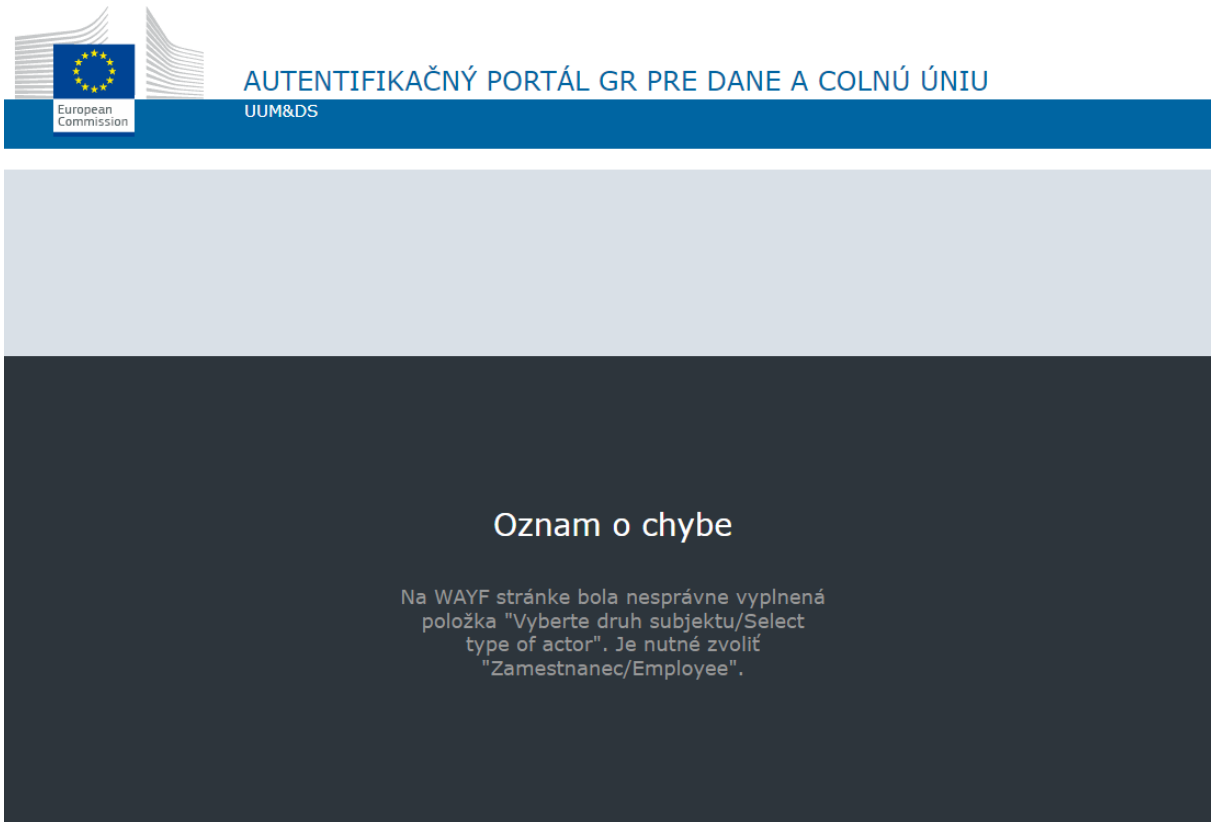 AUTENTIFIKAČNÝ PORTÁL GR PRE DANE A COLNÚ ÚNIU
UUM&DS
European
Commission
Oznam o chybe
Na WAYF stránke bola nesprávne vyplnená
položka "Vyberte druh subjektu/Select
type of actor". Je nutné zvoliť
"Zamestnanec/Employee".